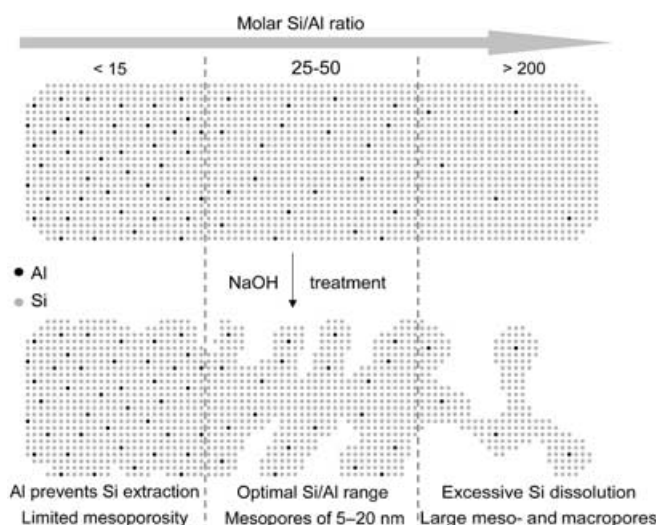 Molar Si/Al ratio
< 15
25-50
> 200
NaOH treatment
Al
Si
Al prevents Si extraction
Limited mesoporosity
Optimal Si/Al range
Mesopores of 5–20 nm
Excessive Si dissolution
Large meso- and macropores